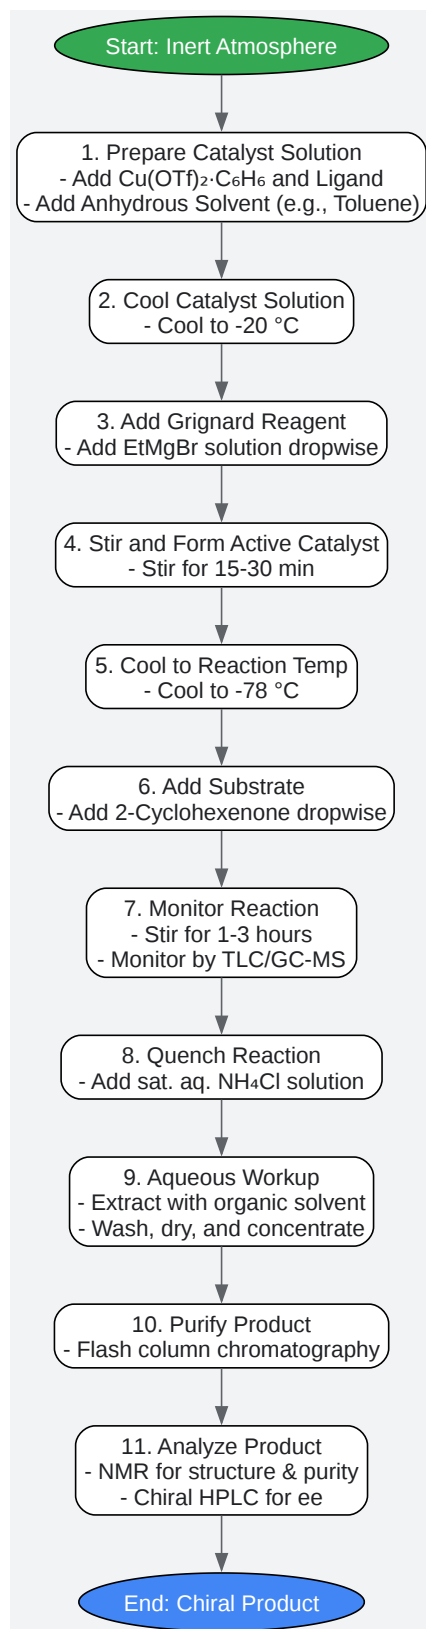 Start: Inert Atmosphere
1. Prepare Catalyst Solution
- Add Cu(OTf)₂·C₆H₆ and Ligand
- Add Anhydrous Solvent (e.g., Toluene)
2. Cool Catalyst Solution
- Cool to -20 °C
3. Add Grignard Reagent
- Add EtMgBr solution dropwise
4. Stir and Form Active Catalyst
- Stir for 15-30 min
5. Cool to Reaction Temp
- Cool to -78 °C
6. Add Substrate
- Add 2-Cyclohexenone dropwise
7. Monitor Reaction
- Stir for 1-3 hours
- Monitor by TLC/GC-MS
8. Quench Reaction
- Add sat. aq. NH₄Cl solution
9. Aqueous Workup
- Extract with organic solvent
- Wash, dry, and concentrate
10. Purify Product
- Flash column chromatography
11. Analyze Product
- NMR for structure & purity
- Chiral HPLC for ee
End: Chiral Product